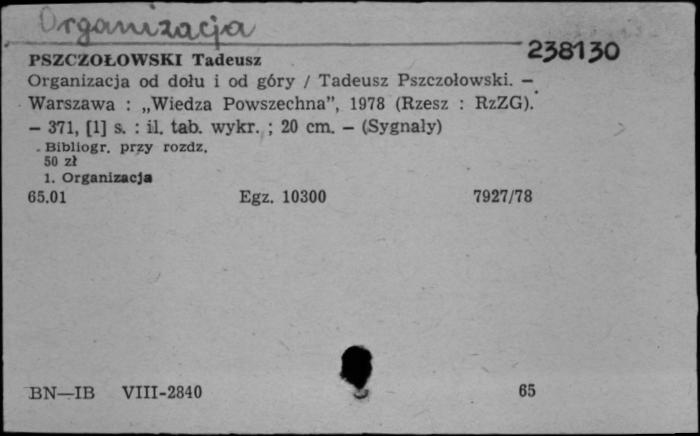 Organizacja
238130
PSZCZOŁOWSKI Tadeusz
Organizacja od dołu i od góry / Tadeusz Pszczołowski. —
Warszawa : „Wiedza Powszechna”, 1978 (Rzesz : RzZG).
— 371, [1] s. : il. tab. wykr. ; 20 cm. — (Sygnały)
Bibliogr. przy rozdz.
50 zł
1. Organizacja
65.01 Egz. 10300 7927/78
BN—IB VIII-2840 65